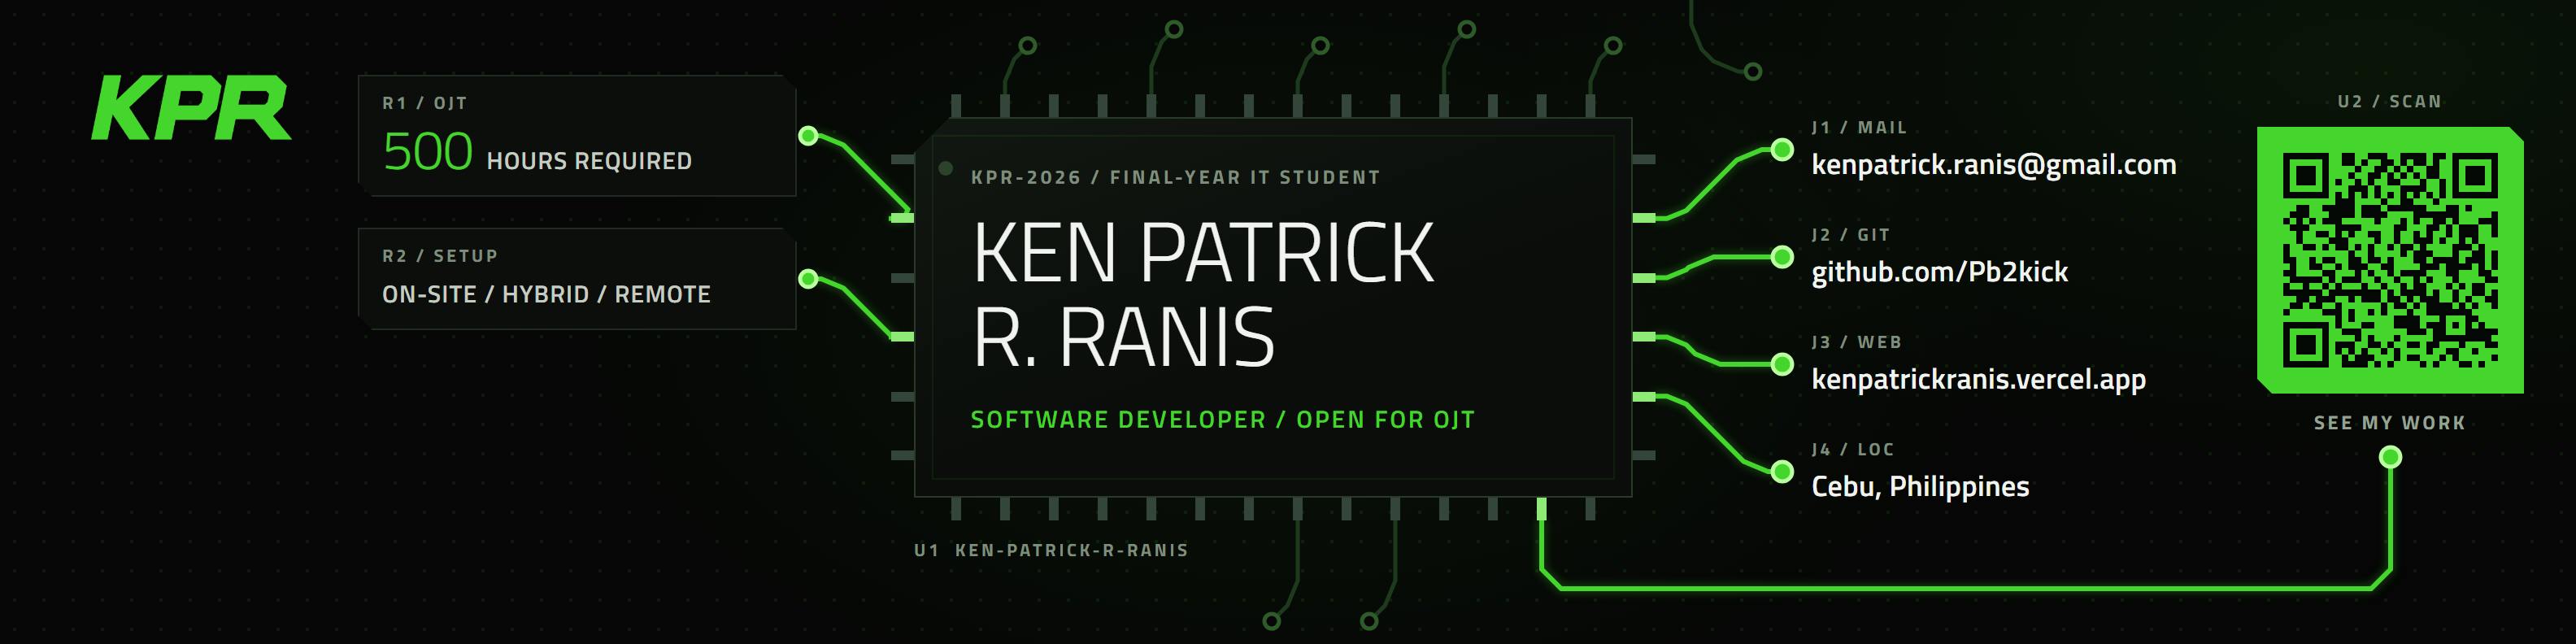 KPR
R1 / OJT
500 HOURS REQUIRED
R2 / SETUP
ON-SITE / HYBRID / REMOTE
KPR-2026 / FINAL-YEAR IT STUDENT
KEN PATRICK
R. RANIS
SOFTWARE DEVELOPER / OPEN FOR OJT
U1 KEN-PATRICK-R-RANIS
J1 / MAIL
kenpatrick.ranis@gmail.com
J2 / GIT
github.com/Pb2kick
J3 / WEB
kenpatrickranis.vercel.app
J4 / LOC
Cebu, Philippines
U2 / SCAN
SEE MY WORK